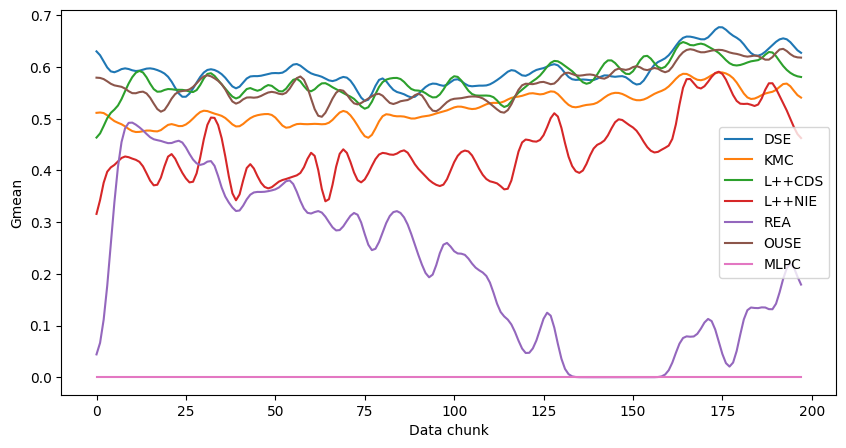 0.7
0.6
0.5
0.4
0.3
0.2
0.1
0.0
Gmean
0 25 50 75 100 125 150 175 200
Data chunk
DSE
KMC
L++CDS
L++NIE
REA
OUSE
MLPC